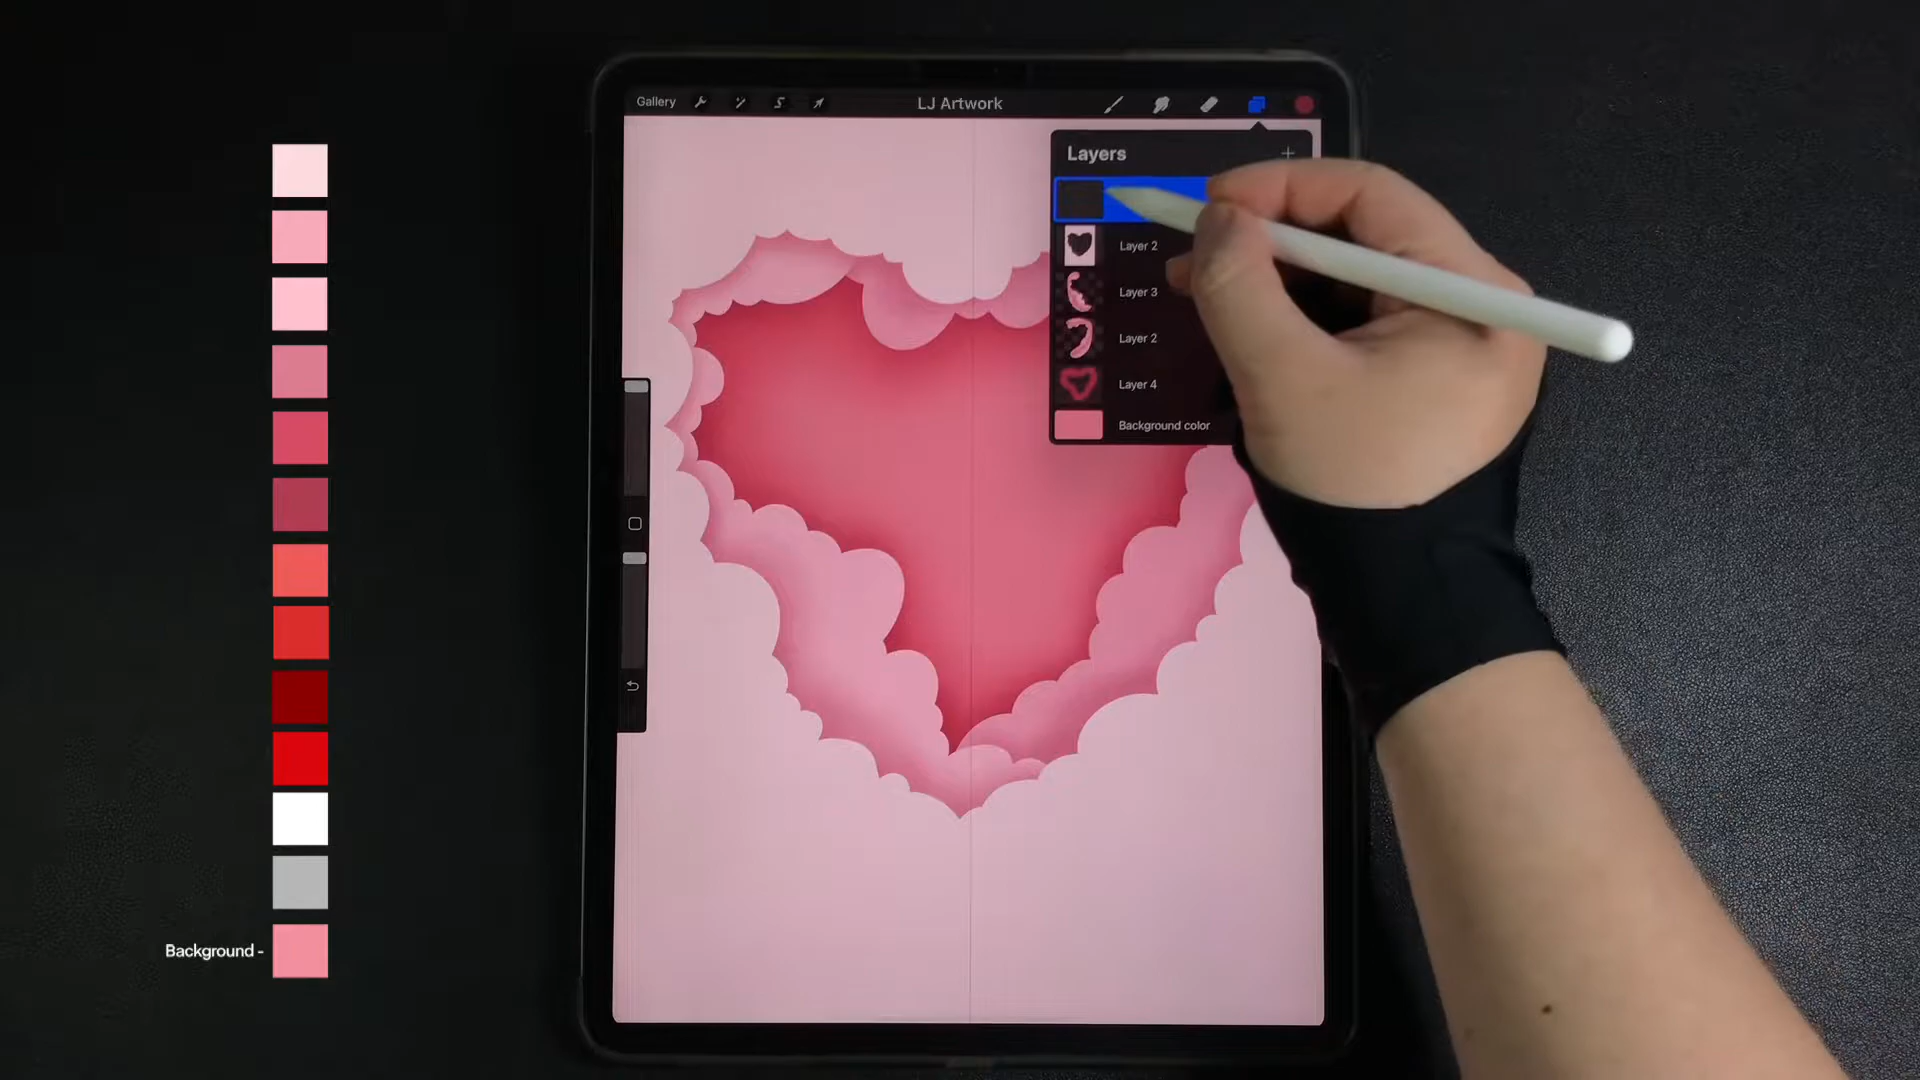 Gallery
LJ Artwork
Layers
Layer 2
Layer 3
Layer 2
Layer 4
Background color
Background -